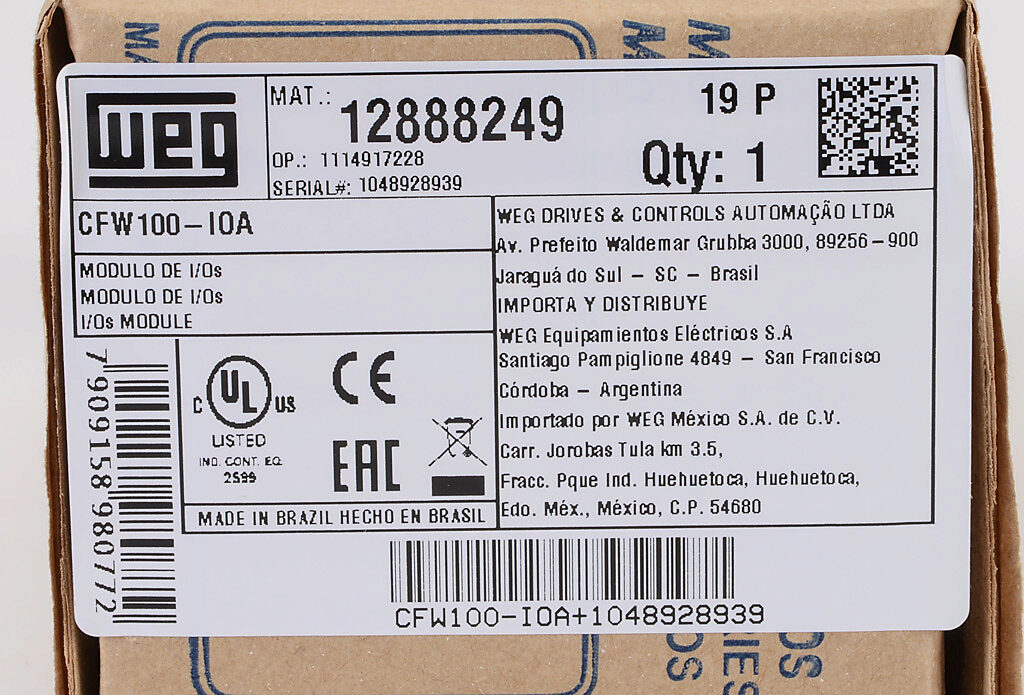 WEG
MAT.: 12888249
19 P
OP.: 1114917228
Qty: 1
SERIAL#: 1048928939
CFW100-IOA
MODULO DE I/Os
MODULO DE I/Os
I/Os MODULE
WEG DRIVES & CONTROLS AUTOMAÇÃO LTDA
Av. Prefeito Waldemar Grubba 3000, 89256-900
Jaraguá do Sul - SC - Brasil
IMPORTA Y DISTRIBUYE
WEG Equipamientos Eléctricos S.A
Santiago Pampiglione 4849 - San Francisco
Córdoba - Argentina
Importado por WEG México S.A. de C.V.
Carr. Jorobas Tula km 3.5,
Fracc. Pque Ind. Huehuetoca, Huehuetoca,
Edo. Méx., México, C.P. 54680
C UL US
LISTED
IND. CONT. EQ.
2S99
CE
EAC
MADE IN BRAZIL HECHO EN BRASIL
7 909158 980772
CFW100-IOA+1048928939